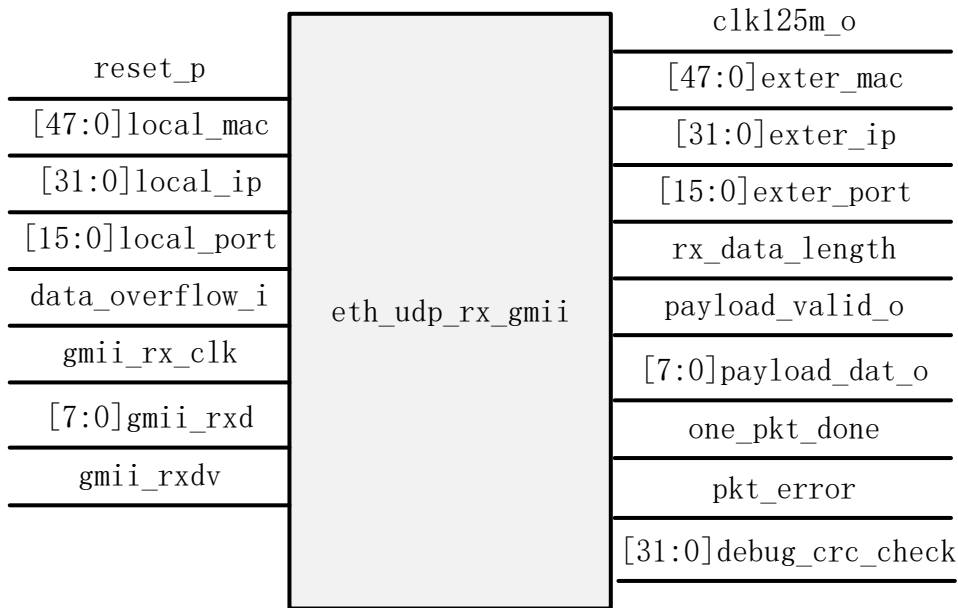 reset_p
[47:0]local_mac
[31:0]local_ip
[15:0]local_port
data_overflow_i
gmii_rx_clk
[7:0]gmii_rxd
gmii_rxdv
eth_udp_rx_gmii
clk125m_o
[47:0]exter_mac
[31:0]exter_ip
[15:0]exter_port
rx_data_length
payload_valid_o
[7:0]payload_dat_o
one_pkt_done
pkt_error
[31:0]debug_crc_check